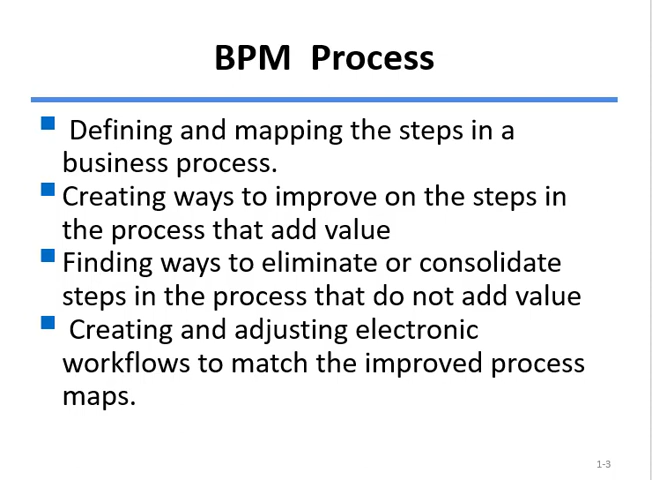 BPM  Process
Defining and mapping the steps in a
business process.
Creating ways to improve on the steps in
the process that add value
Finding ways to eliminate or consolidate
steps in the process that do not add value
Creating and adjusting electronic
workflows to match the improved process
maps.
1-3